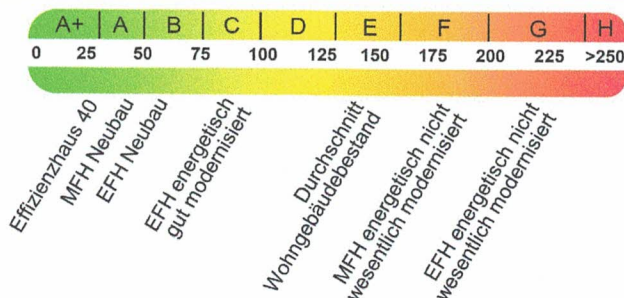 A+ | A | B | C | D | E | F | G | H
0 25 50 75 100 125 150 175 200 225 >250
Effizienzhaus 40
MFH Neubau
EFH Neubau
EFH energetisch
gut modernisiert
Durchschnitt
Wohngebäudebestand
MFH energetisch nicht
wesentlich modernisiert
EFH energetisch nicht
wesentlich modernisiert